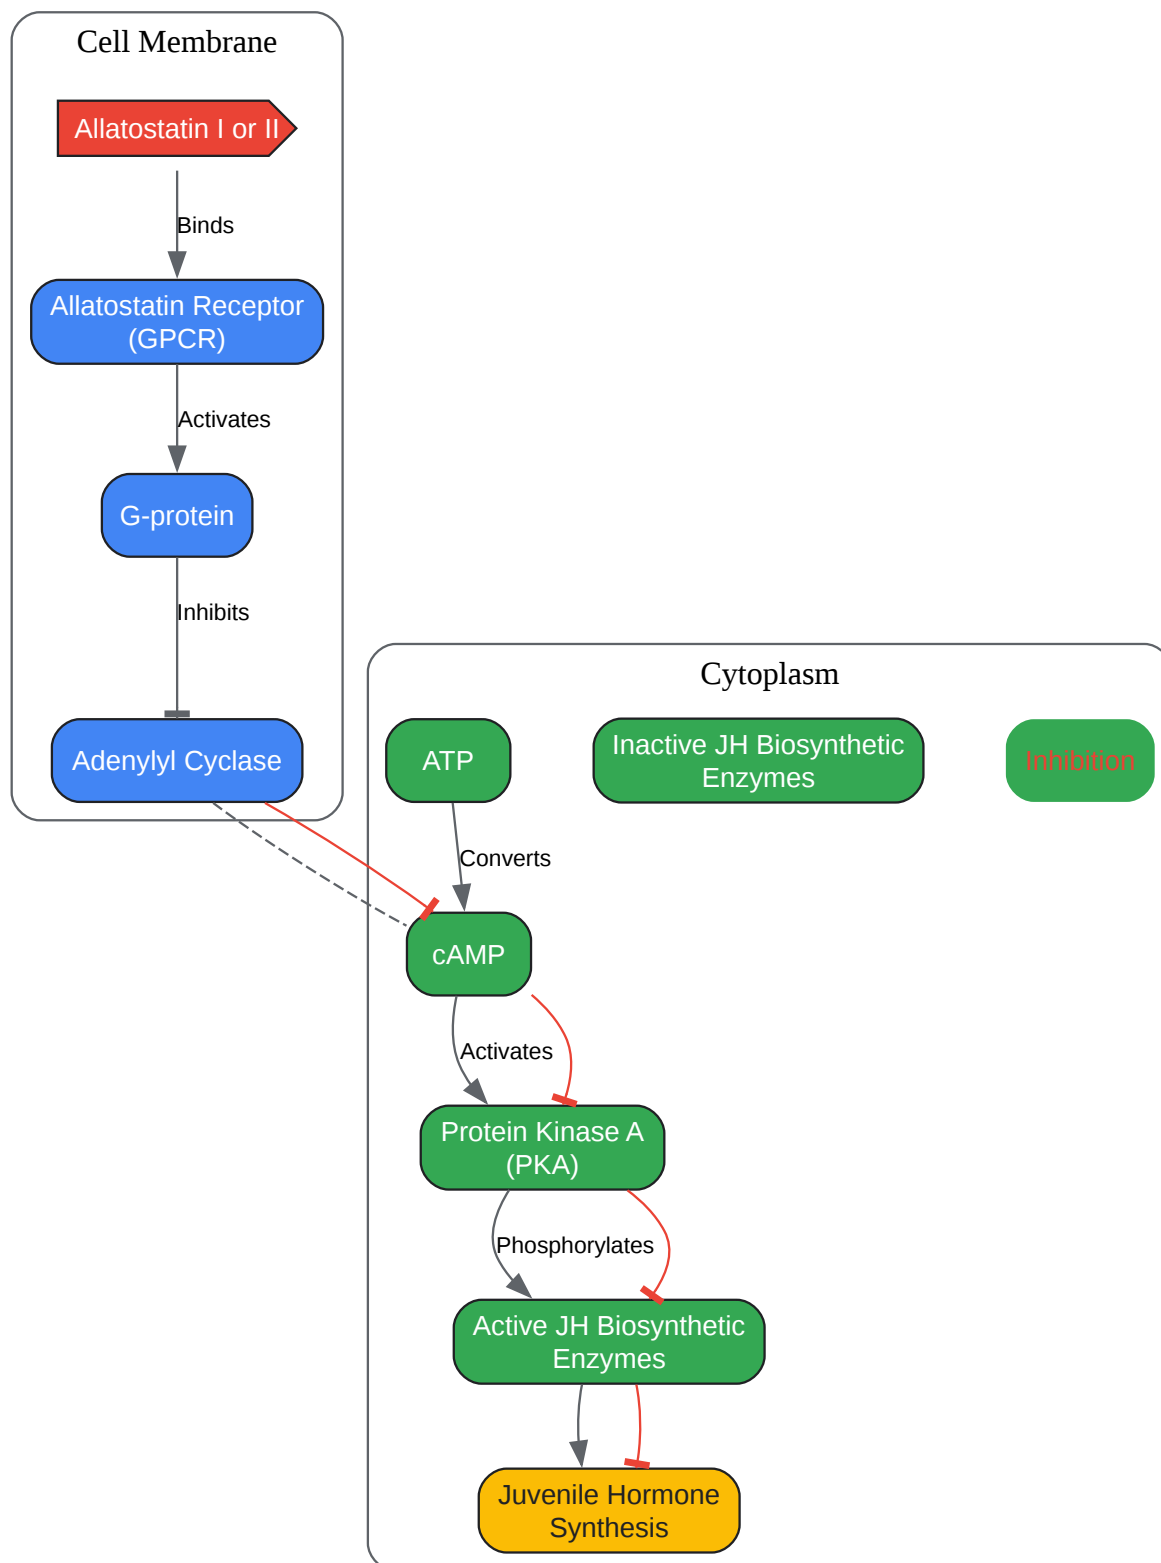 Cell Membrane
Allatostatin I or II
Binds
Allatostatin Receptor
(GPCR)
Activates
G-protein
Inhibits
Adenylyl Cyclase
Cytoplasm
ATP
Inactive JH Biosynthetic
Enzymes
Inhibition
Converts
cAMP
Activates
Protein Kinase A
(PKA)
Phosphorylates
Active JH Biosynthetic
Enzymes
Juvenile Hormone
Synthesis